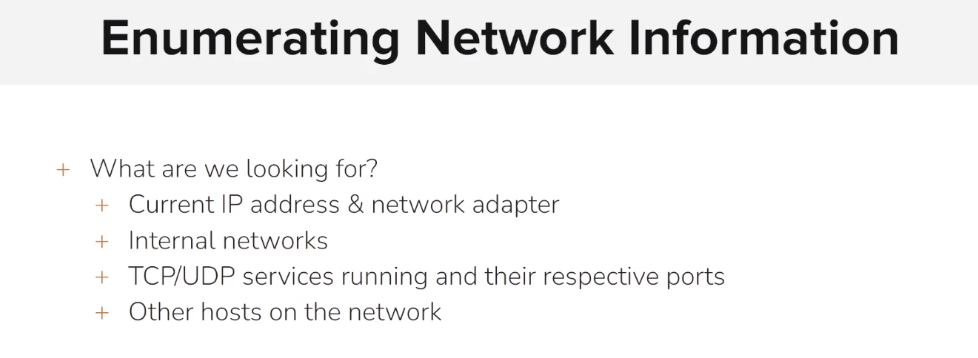 Enumerating Network Information
+ What are we looking for?
+ Current IP address & network adapter
+ Internal networks
+ TCP/UDP services running and their respective ports
+ Other hosts on the network